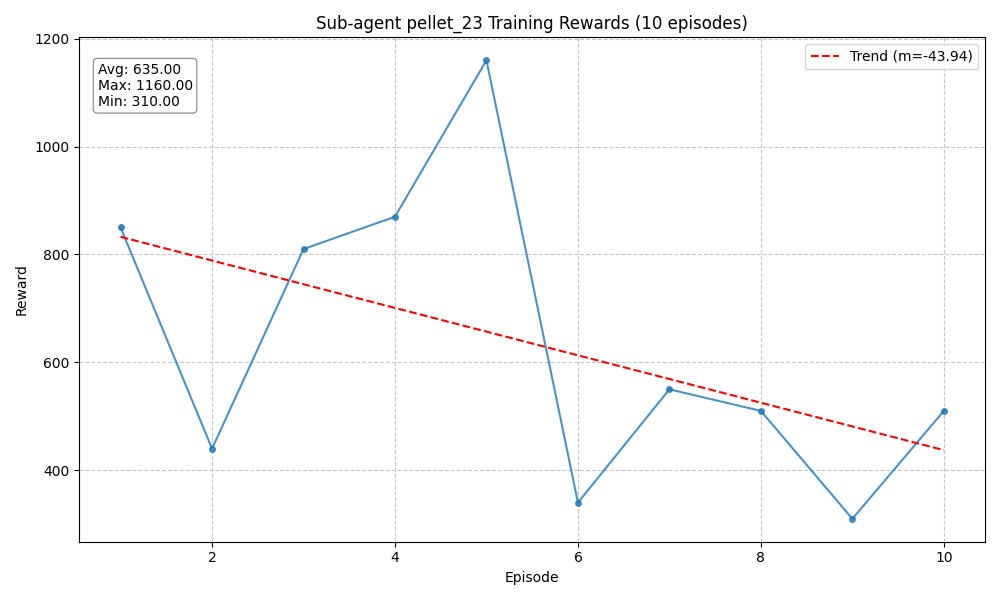 Sub-agent pellet_23 Training Rewards (10 episodes)
Avg: 635.00
Max: 1160.00
Min: 310.00
Trend (m=-43.94)
1200
1000
800
600
400
Reward
2
4
6
8
10
Episode